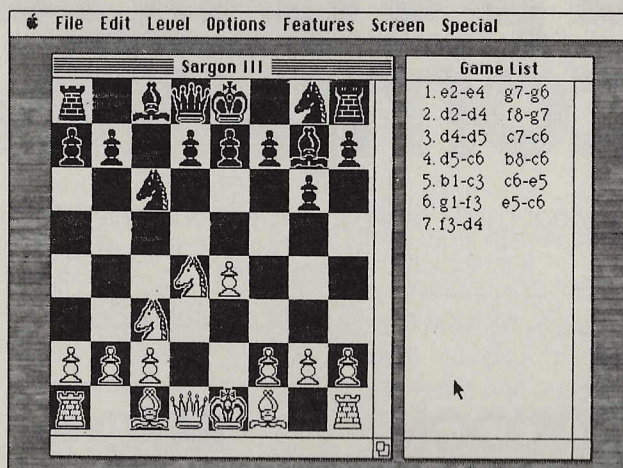 File Edit Level Options Features Screen Special
Sargon III
Game List
1. e2-e4 g7-g6
2. d2-d4 f8-g7
3. d4-d5 c7-c6
4. d5-c6 b8-c6
5. b1-c3 c6-e5
6. g1-f3 e5-c6
7. f3-d4